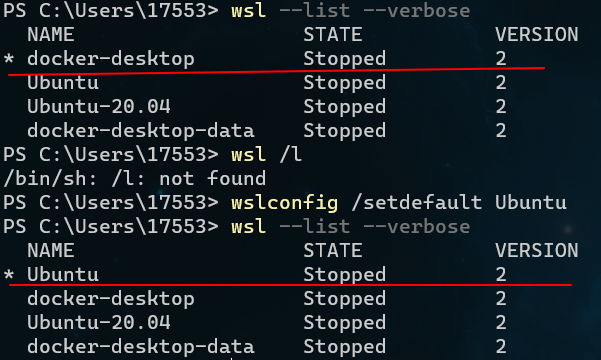 PS C:\Users\17553> wsl --list --verbose
  NAME                   STATE           VERSION
* docker-desktop         Stopped         2
  Ubuntu                 Stopped         2
  Ubuntu-20.04           Stopped         2
  docker-desktop-data    Stopped         2
PS C:\Users\17553> wsl /l
/bin/sh: /l: not found
PS C:\Users\17553> wslconfig /setdefault Ubuntu
PS C:\Users\17553> wsl --list --verbose
  NAME                   STATE           VERSION
* Ubuntu                 Stopped         2
  docker-desktop         Stopped         2
  Ubuntu-20.04           Stopped         2
  docker-desktop-data    Stopped         2